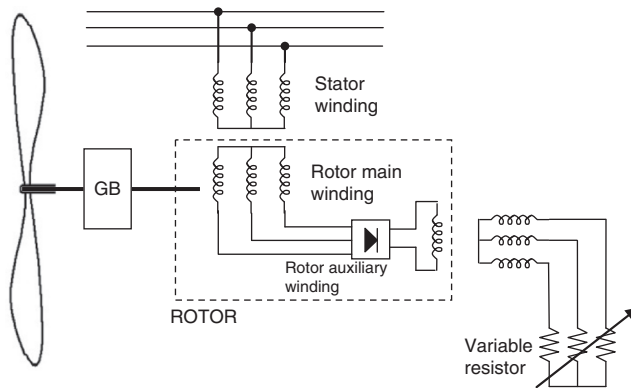 Stator
winding
GB
Rotor main
winding
Rotor auxiliary
winding
ROTOR
Variable
resistor